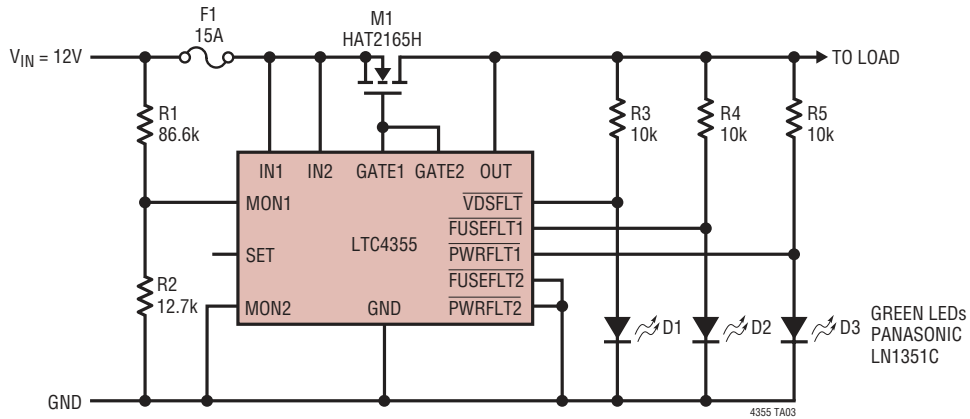 F1
15A
M1
HAT2165H
VIN = 12V
TO LOAD
R1
86.6k
R3
10k
R4
10k
R5
10k
IN1
IN2
GATE1
GATE2
OUT
MON1
VDSFLT
FUSEFLT1
SET
LTC4355
PWRFLT1
FUSEFLT2
R2
12.7k
MON2
GND
PWRFLT2
D1
D2
D3
GREEN LEDs
PANASONIC
LN1351C
GND
4355 TA03